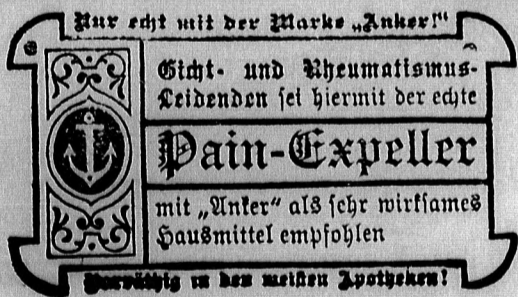 Nur echt mit der Marke „Anker!“
Gicht- und Rheumatismus-
Leidenden sei hiermit der echte
Pain-Expeller
mit „Anker“ als sehr wirksames
Hausmittel empfohlen
Vorräthig in den meisten Apotheken!